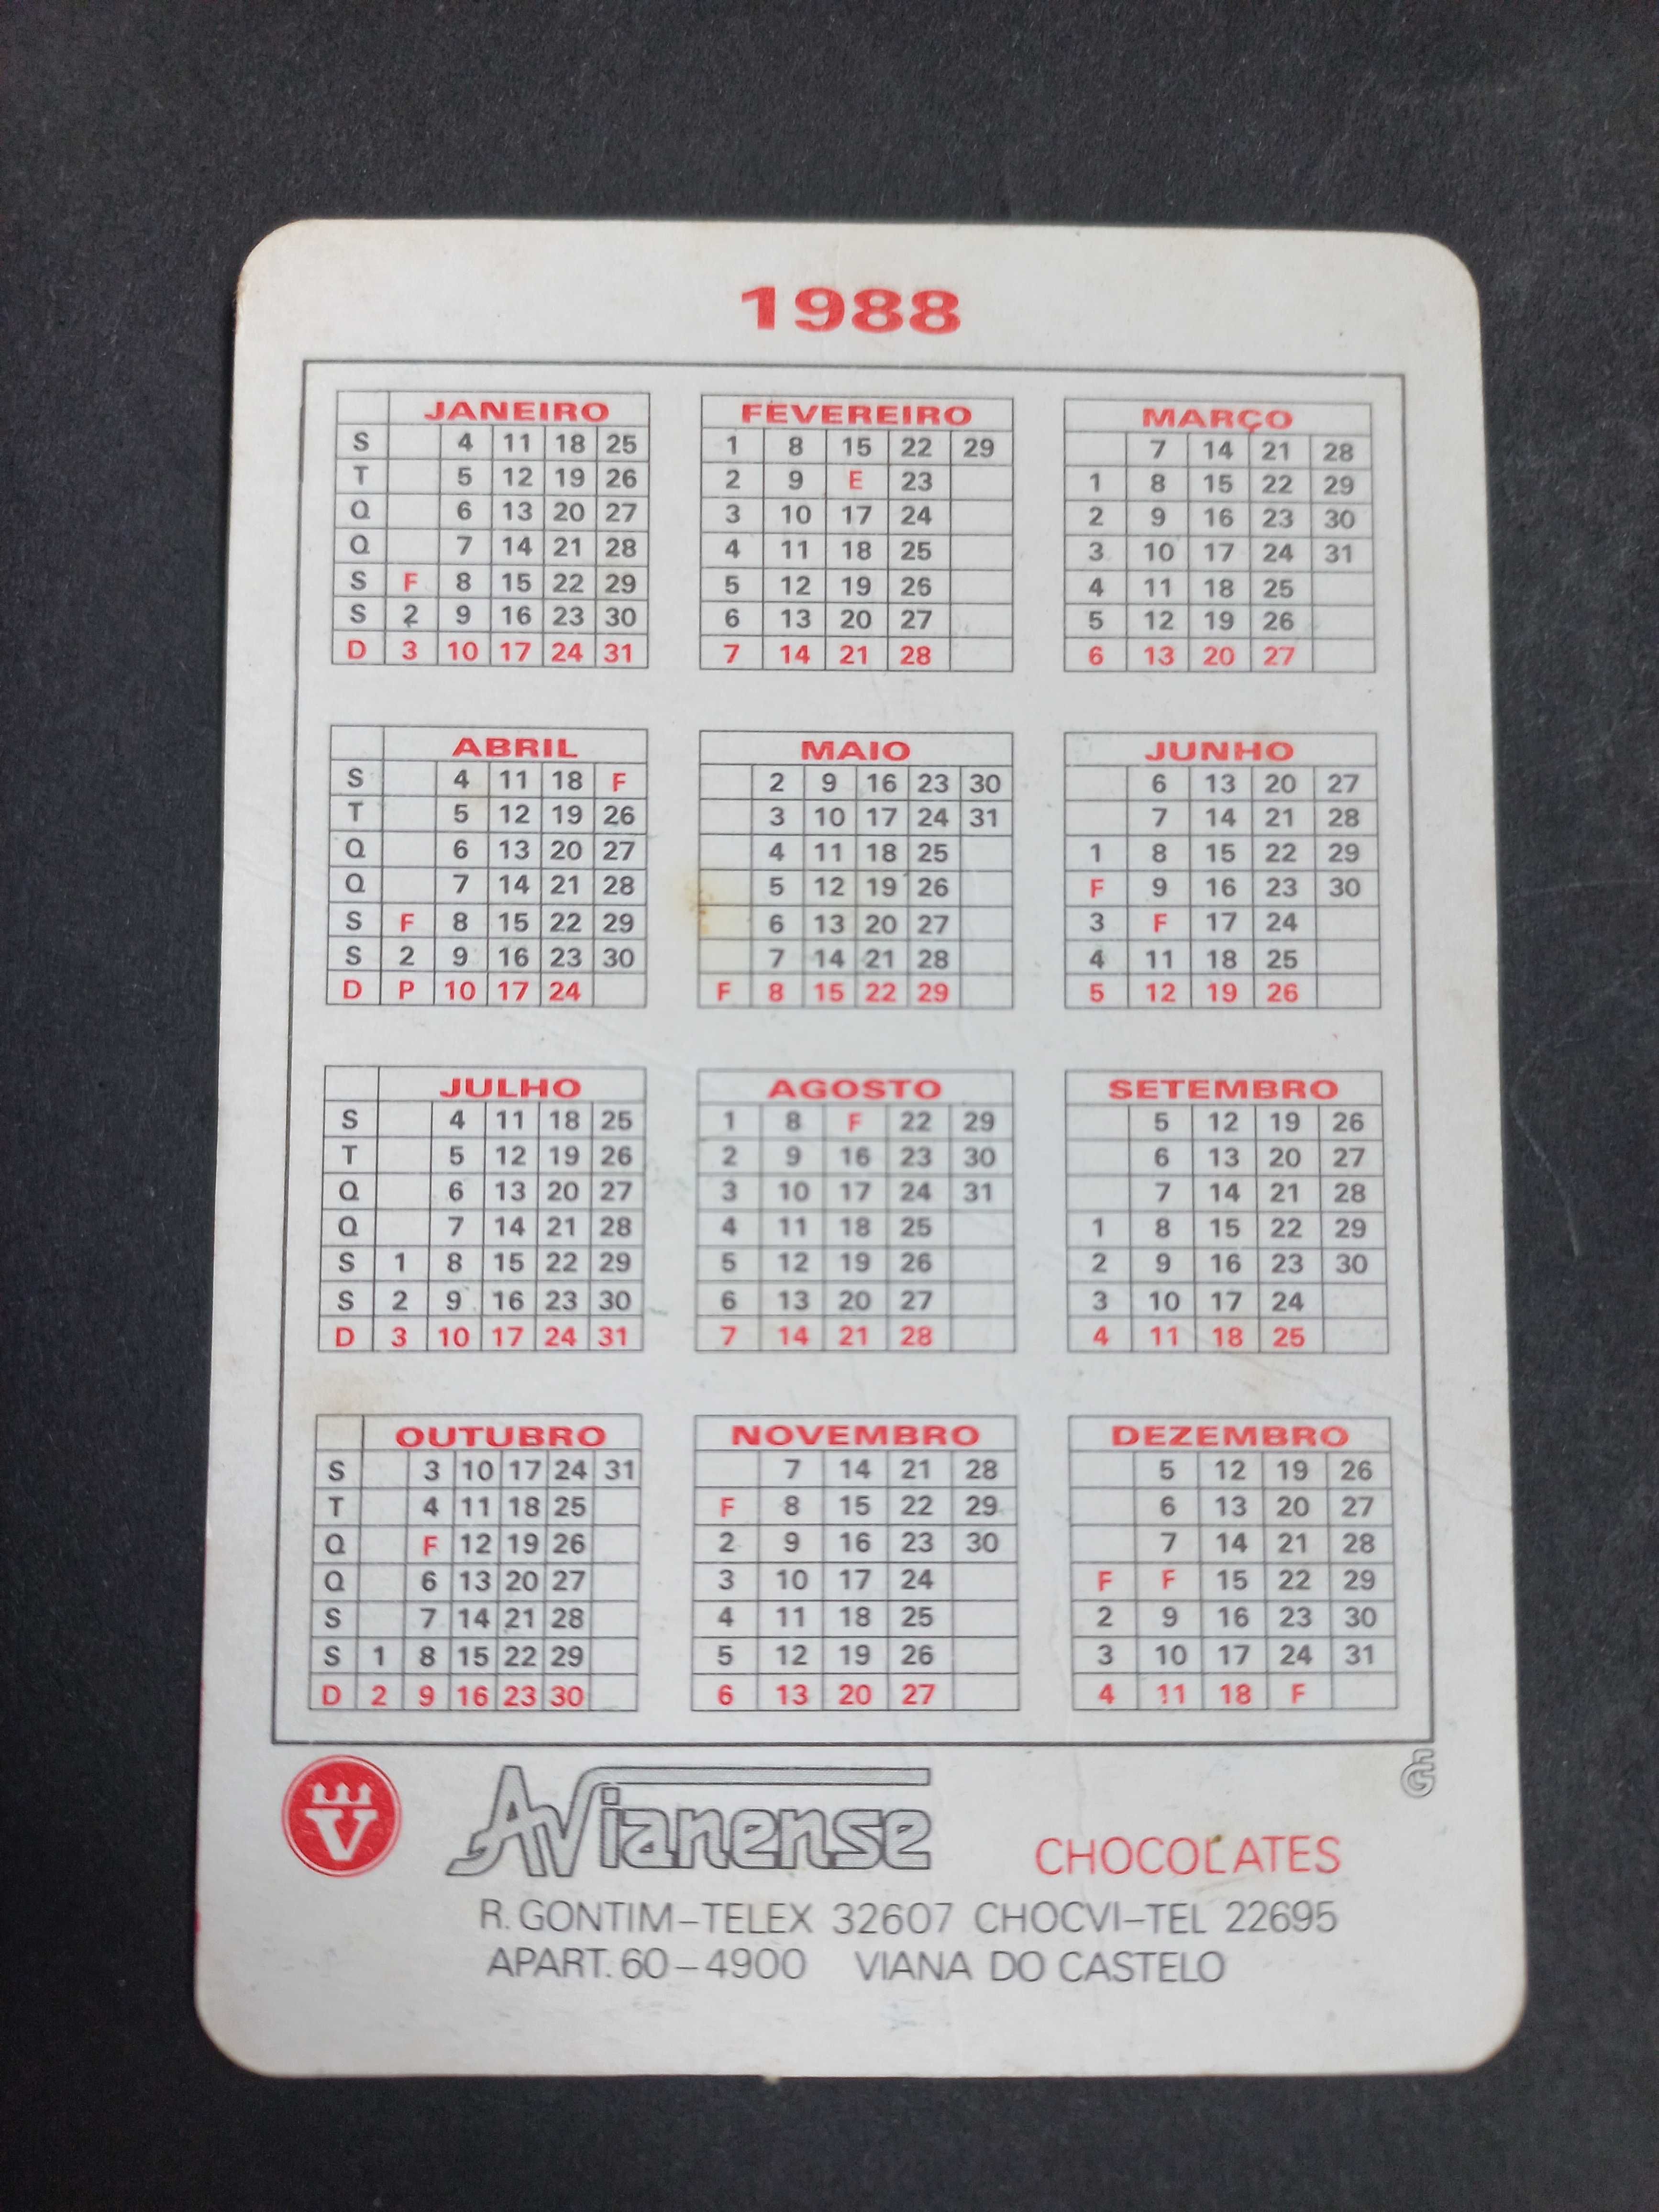 1988
JANEIRO FEVEREIRO MARÇO
S 4 11 18 25 1 8 15 22 29 7 14 21 28
T 5 12 19 26 2 9 E 23 1 8 15 22 29
Q 6 13 20 27 3 10 17 24 2 9 16 23 30
Q 7 14 21 28 4 11 18 25 3 10 17 24 31
S F 8 15 22 29 5 12 19 26 4 11 18 25
S 2 9 16 23 30 6 13 20 27 5 12 19 26
D 3 10 17 24 31 7 14 21 28 6 13 20 27
ABRIL MAIO JUNHO
S 4 11 18 F 2 9 16 23 30 6 13 20 27
T 5 12 19 26 3 10 17 24 31 7 14 21 28
Q 6 13 20 27 4 11 18 25 1 8 15 22 29
Q 7 14 21 28 5 12 19 26 F 9 16 23 30
S F 8 15 22 29 6 13 20 27 3 F 17 24
S 2 9 16 23 30 7 14 21 28 4 11 18 25
D P 10 17 24 F 8 15 22 29 5 12 19 26
JULHO AGOSTO SETEMBRO
S 4 11 18 25 1 8 F 22 29 5 12 19 26
T 5 12 19 26 2 9 16 23 30 6 13 20 27
Q 6 13 20 27 3 10 17 24 31 7 14 21 28
Q 7 14 21 28 4 11 18 25 1 8 15 22 29
S 1 8 15 22 29 5 12 19 26 2 9 16 23 30
S 2 9 16 23 30 6 13 20 27 3 10 17 24
D 3 10 17 24 31 7 14 21 28 4 11 18 25
OUTUBRO NOVEMBRO DEZEMBRO
S 3 10 17 24 31 7 14 21 28 5 12 19 26
T 4 11 18 25 F 8 15 22 29 6 13 20 27
Q F 12 19 26 2 9 16 23 30 7 14 21 28
Q 6 13 20 27 3 10 17 24 F F 15 22 29
S 7 14 21 28 4 11 18 25 2 9 16 23 30
S 1 8 15 22 29 5 12 19 26 3 10 17 24 31
D 2 9 16 23 30 6 13 20 27 4 11 18 F
V AVianense CHOCOLATES
R. GONTIM-TELEX 32607 CHOCVI-TEL 22695
APART. 60-4900 VIANA DO CASTELO